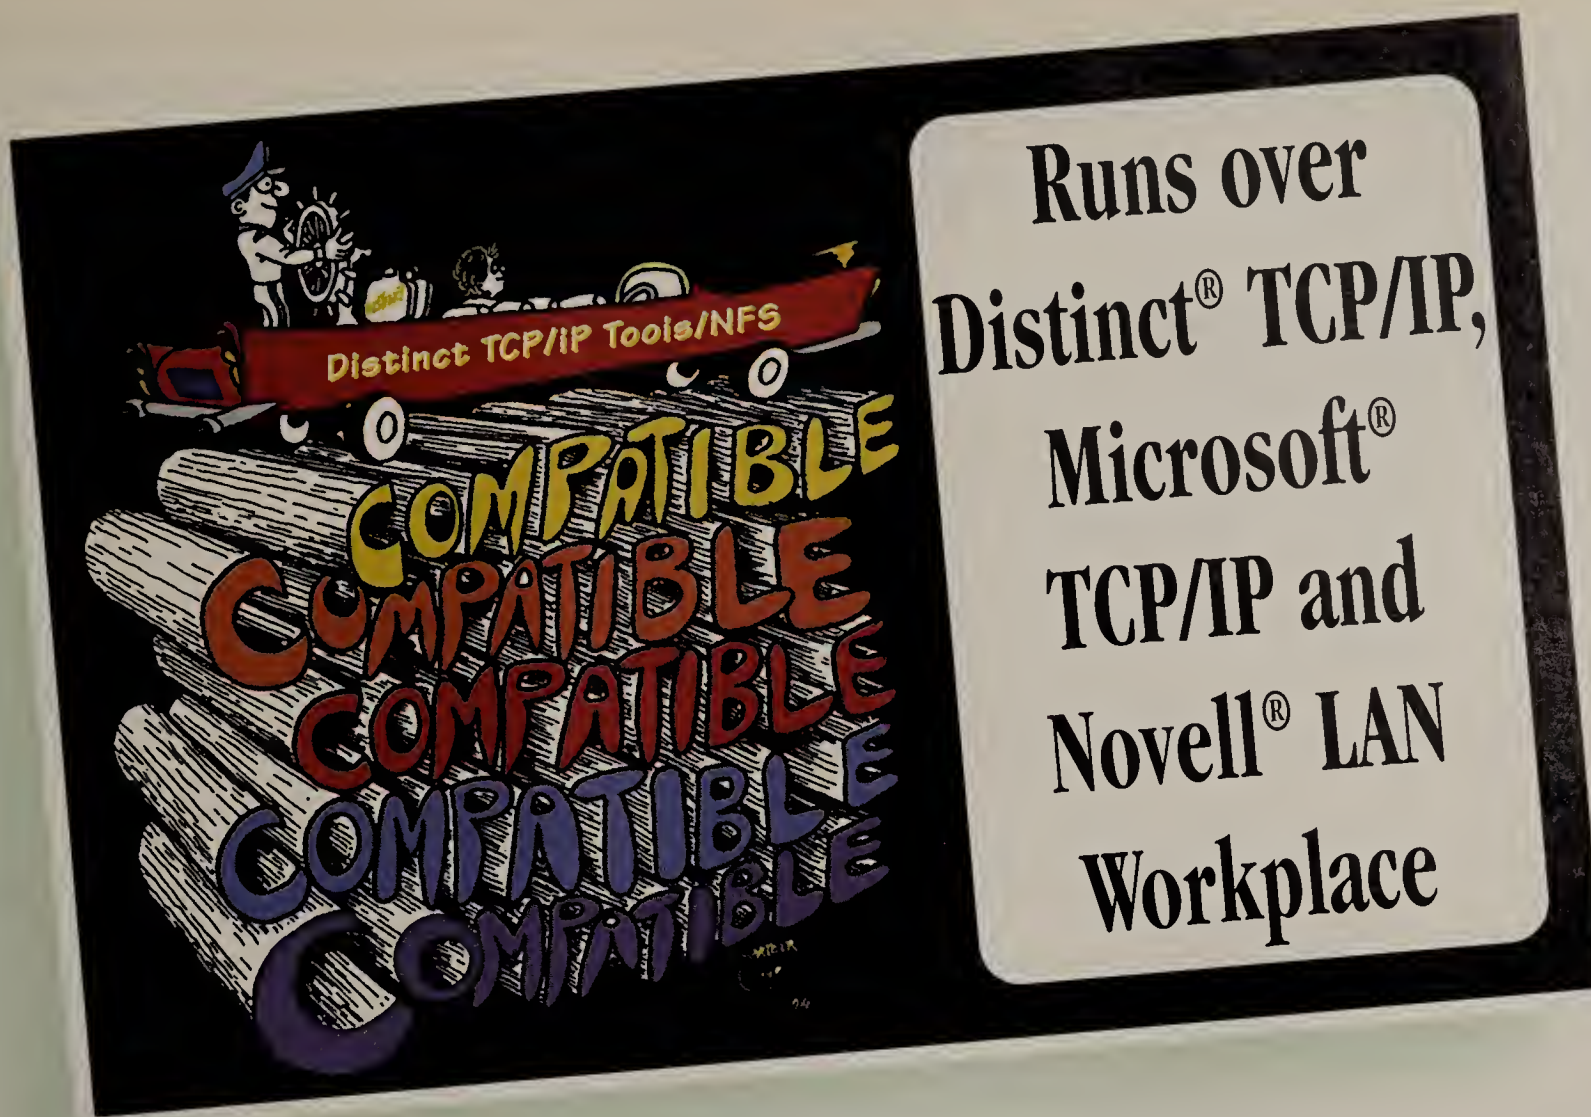 Distinct TCP/IP Tools/NFS
COMPATIBLE
COMPATIBLE
COMPATIBLE
COMPATIBLE
COMPATIBLE
94
Runs over
Distinct® TCP/IP,
Microsoft®
TCP/IP and
Novell® LAN
Workplace